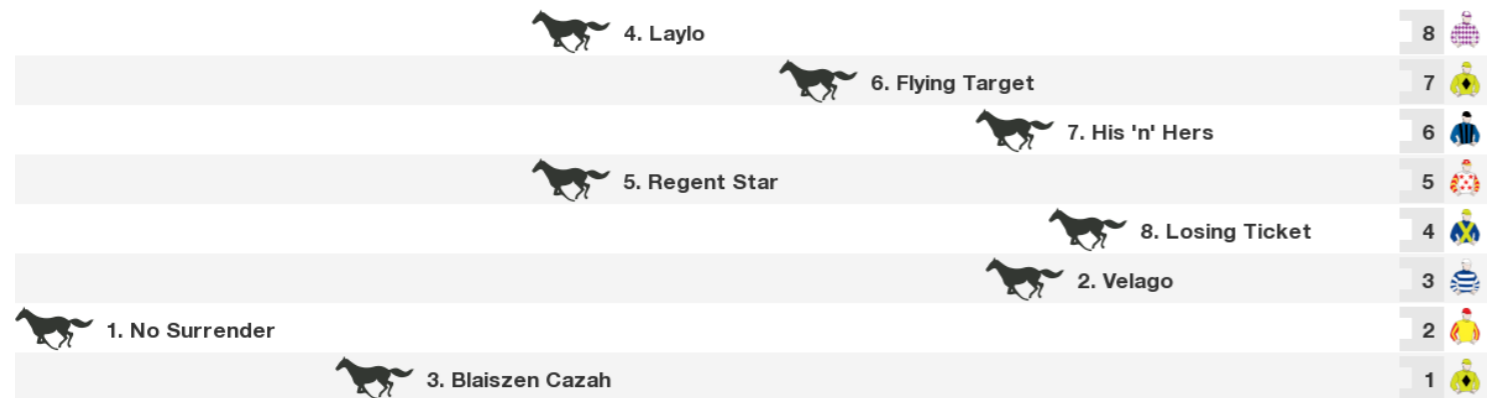 4. Laylo 8
6. Flying Target 7
7. His 'n' Hers 6
5. Regent Star 5
8. Losing Ticket 4
2. Velago 3
1. No Surrender 2
3. Blaiszen Cazah 1